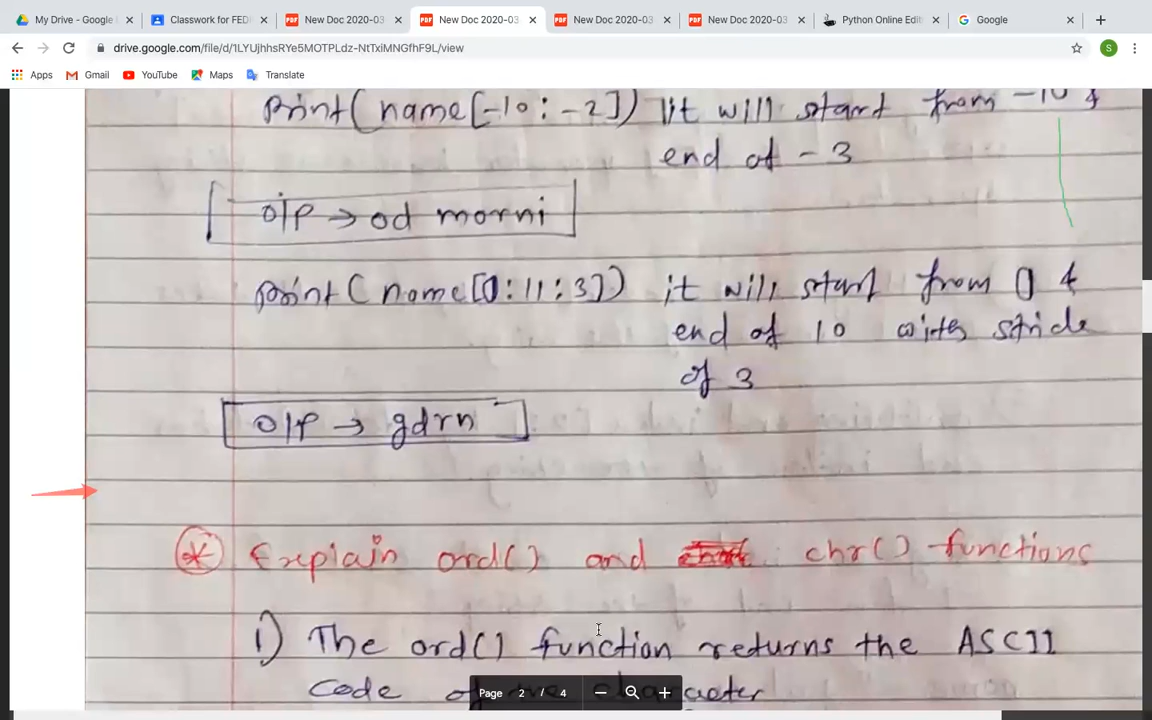 My Drive - Google
Classwork for FED
New Doc 2020-03
New Doc 2020-03
New Doc 2020-03
New Doc 2020-03
Python Online Edit
Google
drive.google.com/file/d/1LYUjhhsRYe5MOTPLdz-NtTxiMNGfhF9L/view
S
Apps
Gmail
YouTube
Maps
Translate
Print(name[-10:-2]) it will start from -10 &
end of -3
O/P → od morni
print(name[0:11:3]) it will start from 0 &
end of 10 with stride
of 3
O/P → gdrn
* Explain ord() and chr() functions
i) The ord() function returns the ASCII
Code of character
Page 2 / 4